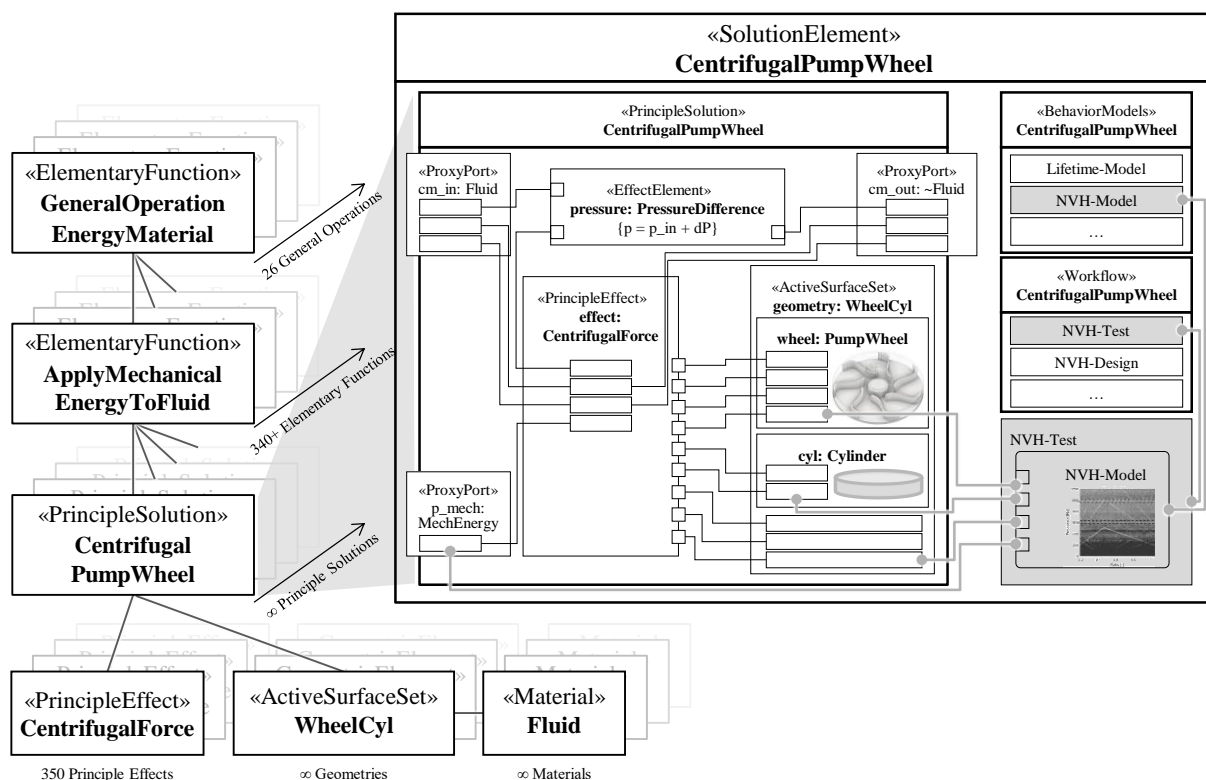 «SolutionElement»
CentrifugalPumpWheel
«ElementaryFunction»
GeneralOperation
EnergyMaterial
26 General Operations
«ElementaryFunction»
ApplyMechanical
EnergyToFluid
340+ Elementary Functions
«PrincipleSolution»
Centrifugal
PumpWheel
∞ Principle Solutions
«PrincipleEffect»
CentrifugalForce
350 Principle Effects
«ActiveSurfaceSet»
WheelCyl
∞ Geometries
«Material»
Fluid
∞ Materials
«PrincipleSolution»
CentrifugalPumpWheel
«ProxyPort»
cm_in: Fluid
«EffectElement»
pressure: PressureDifference
{p = p_in + dP}
«ProxyPort»
cm_out: ~Fluid
«PrincipleEffect»
effect:
CentrifugalForce
«ActiveSurfaceSet»
geometry: WheelCyl
wheel: PumpWheel
cyl: Cylinder
«ProxyPort»
p_mech:
MechEnergy
«BehaviorModels»
CentrifugalPumpWheel
Lifetime-Model
NVH-Model
…
«Workflow»
CentrifugalPumpWheel
NVH-Test
NVH-Design
…
NVH-Test
NVH-Model